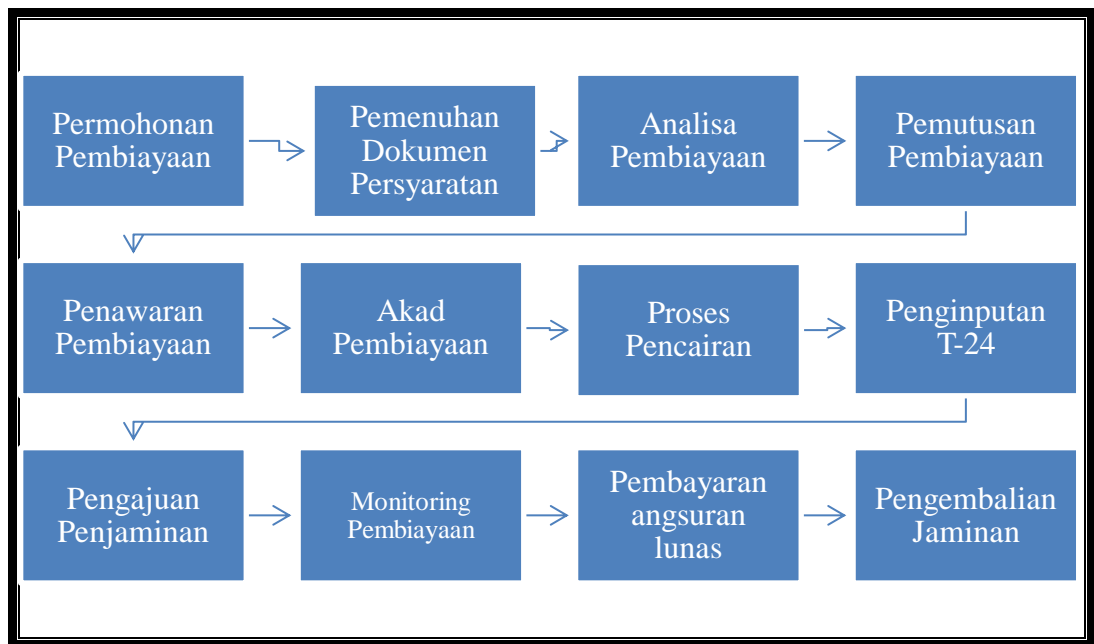 Permohonan
Pembiayaan
Pemenuhan
Dokumen
Persyaratan
Analisa
Pembiayaan
Pemutusan
Pembiayaan
Penawaran
Pembiayaan
Akad
Pembiayaan
Proses
Pencairan
Penginputan
T-24
Pengajuan
Penjaminan
Monitoring
Pembiayaan
Pembayaran
angsuran
lunas
Pengembalian
Jaminan